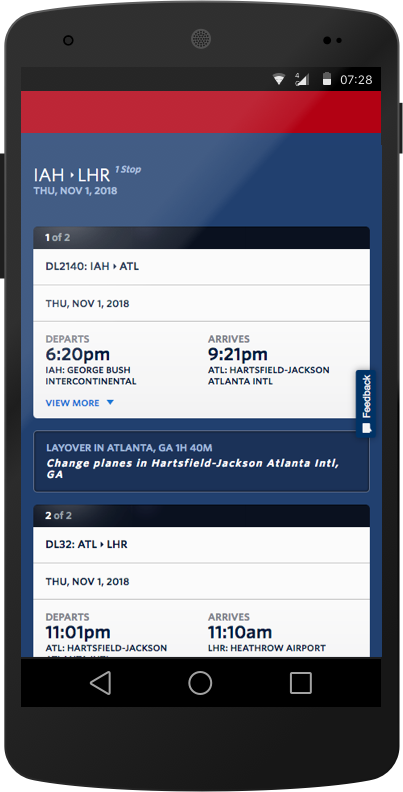 4G 07:28
IAH ▸ LHR 1 Stop
THU, NOV 1, 2018
1 of 2
DL2140: IAH ▸ ATL
THU, NOV 1, 2018
DEPARTS ARRIVES
6:20pm 9:21pm
IAH: GEORGE BUSH ATL: HARTSFIELD-JACKSON
INTERCONTINENTAL ATLANTA INTL
Feedback
VIEW MORE
LAYOVER IN ATLANTA, GA 1H 40M
Change planes in Hartsfield-Jackson Atlanta Intl,
GA
2 of 2
DL32: ATL ▸ LHR
THU, NOV 1, 2018
DEPARTS ARRIVES
11:01pm 11:10am
ATL: HARTSFIELD-JACKSON LHR: HEATHROW AIRPORT
ATLANTA INTL